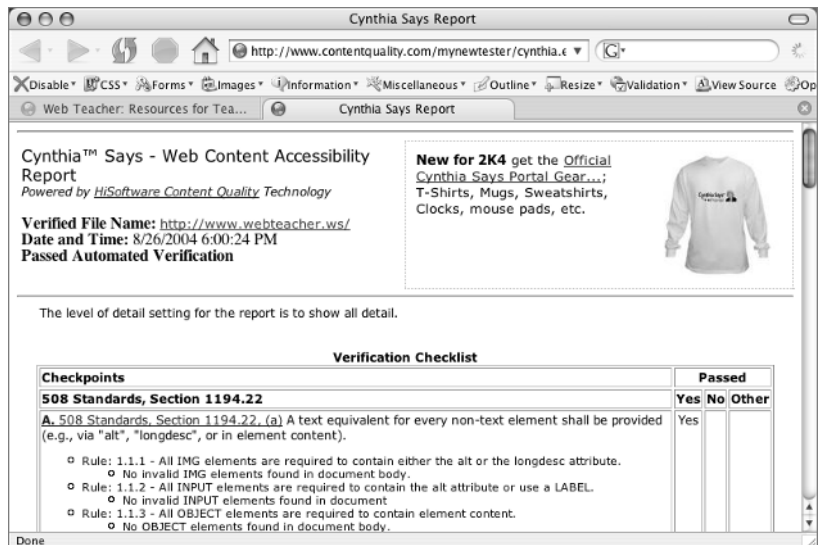 Cynthia Says Report
http://www.contentquality.com/mynewtester/cynthia.e
G
Disable CSS Forms Images Information Miscellaneous Outline Resize Validation View Source Op
Web Teacher: Resources for Tea... Cynthia Says Report
Cynthia™ Says - Web Content Accessibility
Report
Powered by HiSoftware Content Quality Technology
Verified File Name: http://www.webteacher.ws/
Date and Time: 8/26/2004 6:00:24 PM
Passed Automated Verification
New for 2K4 get the Official
Cynthia Says Portal Gear...;
T-Shirts, Mugs, Sweatshirts,
Clocks, mouse pads, etc.
Cynthia Says
The level of detail setting for the report is to show all detail.
Verification Checklist
Checkpoints Passed
508 Standards, Section 1194.22 Yes No Other
A. 508 Standards, Section 1194.22, (a) A text equivalent for every non-text element shall be provided Yes
(e.g., via "alt", "longdesc", or in element content).
Rule: 1.1.1 - All IMG elements are required to contain either the alt or the longdesc attribute.
No invalid IMG elements found in document body.
Rule: 1.1.2 - All INPUT elements are required to contain the alt attribute or use a LABEL.
No invalid INPUT elements found in document
Rule: 1.1.3 - All OBJECT elements are required to contain element content.
No OBJECT elements found in document body.
Done